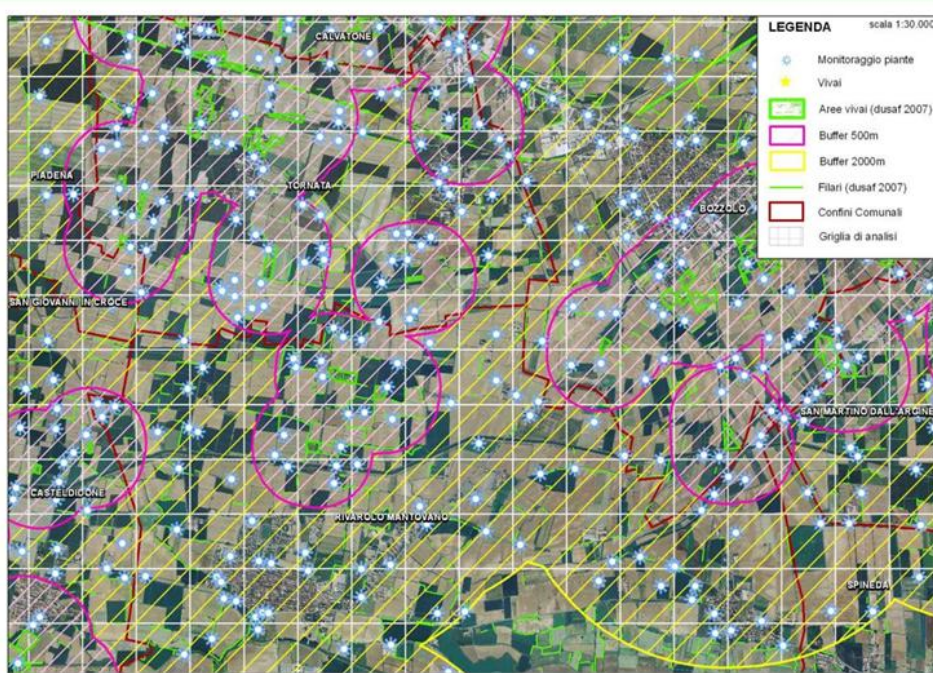 LEGENDA
scala 1:30.000
Monitoraggio piante
Vivai
Aree vivai (dusaf 2007)
Buffer 500m
Buffer 2000m
Filari (dusaf 2007)
Confini Comunali
Griglia di analisi
CALVATONE
PIADENA
TORNATA
BOZZOLO
SAN GIOVANNI IN CROCE
SAN MARTINO DALL'ARGINE
CASTELDIDONE
RIVAROLO MANTOVANO
SPINEDA